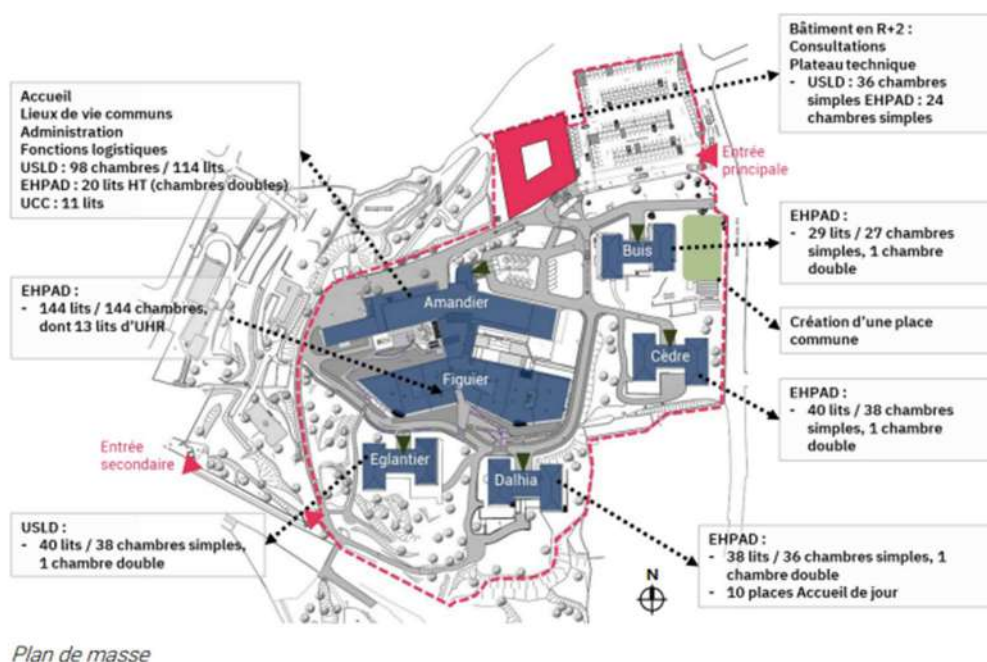 Bâtiment en R+2 :
Consultations
Plateau technique
- USLD : 36 chambres
simples EHPAD : 24
chambres simples
Accueil
Lieux de vie communs
Administration
Fonctions logistiques
USLD : 98 chambres / 114 lits
EHPAD : 20 lits HT (chambres doubles)
UCC : 11 lits
Entrée
principale
EHPAD :
- 29 lits / 27 chambres
simples, 1 chambre
double
Buis
EHPAD :
- 144 lits / 144 chambres,
dont 13 lits d'UHR
Amandier
Création d'une place
commune
Cèdre
Figuier
EHPAD :
- 40 lits / 38 chambres
simples, 1 chambre
double
Entrée
secondaire
Eglantier
Dalhia
USLD :
- 40 lits / 38 chambres simples,
1 chambre double
EHPAD :
- 38 lits / 36 chambres simples, 1
chambre double
- 10 places Accueil de jour
N
Plan de masse